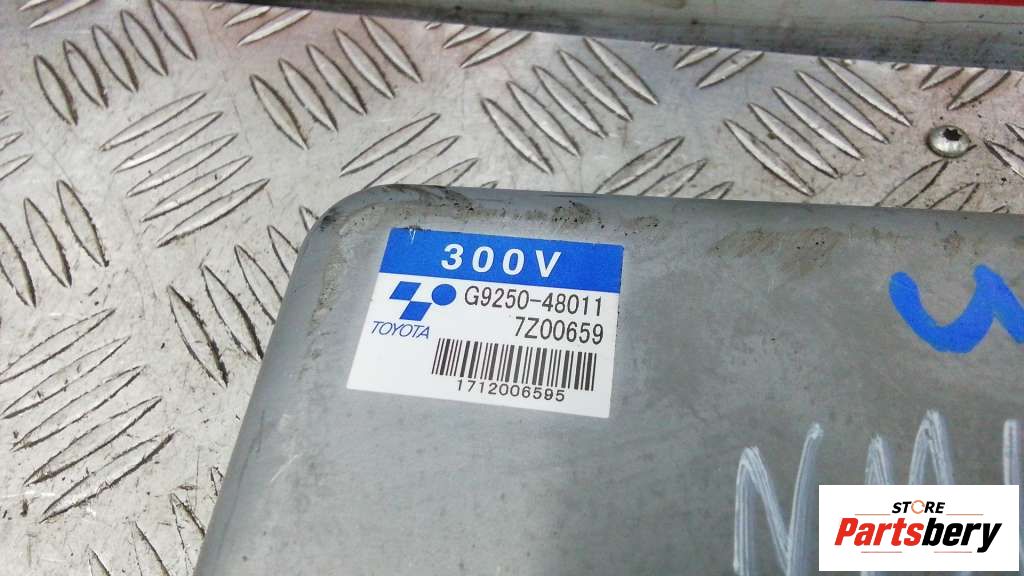 300V
G9250-48011
TOYOTA
7Z00659
1712006595
STORE
Partsbery